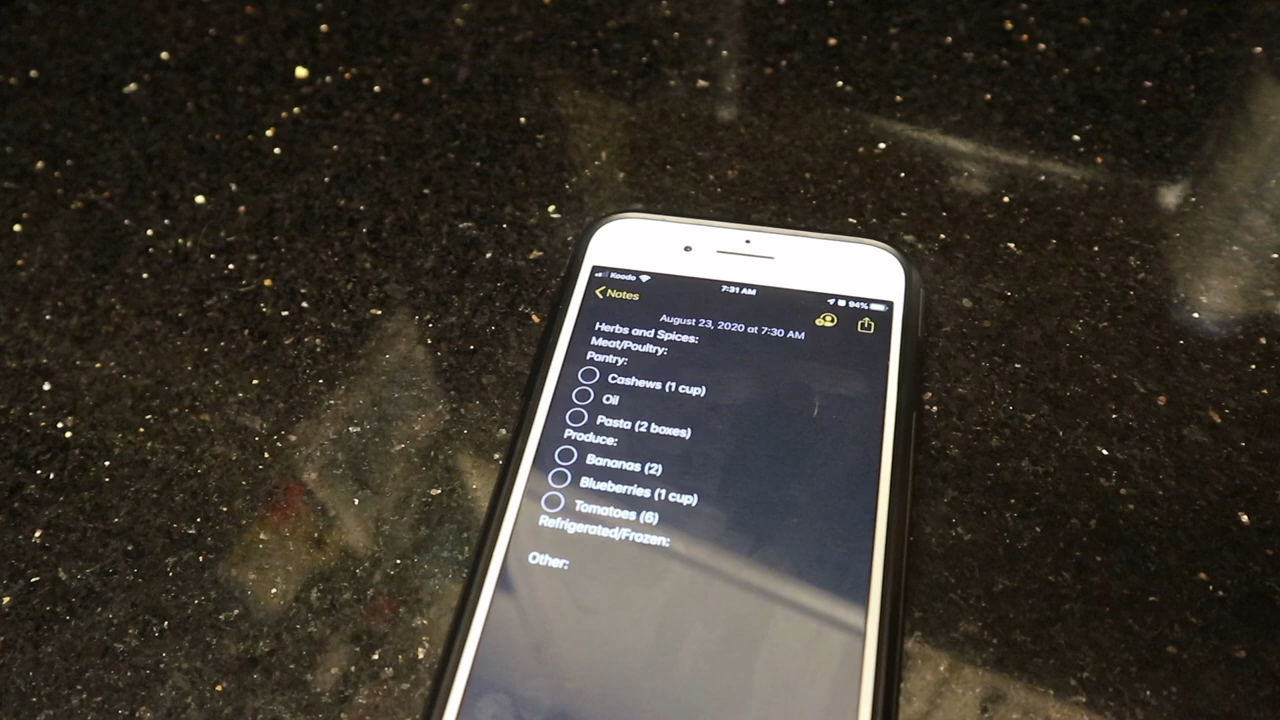 Koodo
7:31 AM
94%
Notes
August 23, 2020 at 7:30 AM
Herbs and Spices:
Meat/Poultry:
Pantry:
Cashews (1 cup)
Oil
Pasta (2 boxes)
Produce:
Bananas (2)
Blueberries (1 cup)
Tomatoes (6)
Refrigerated/Frozen:
Other: